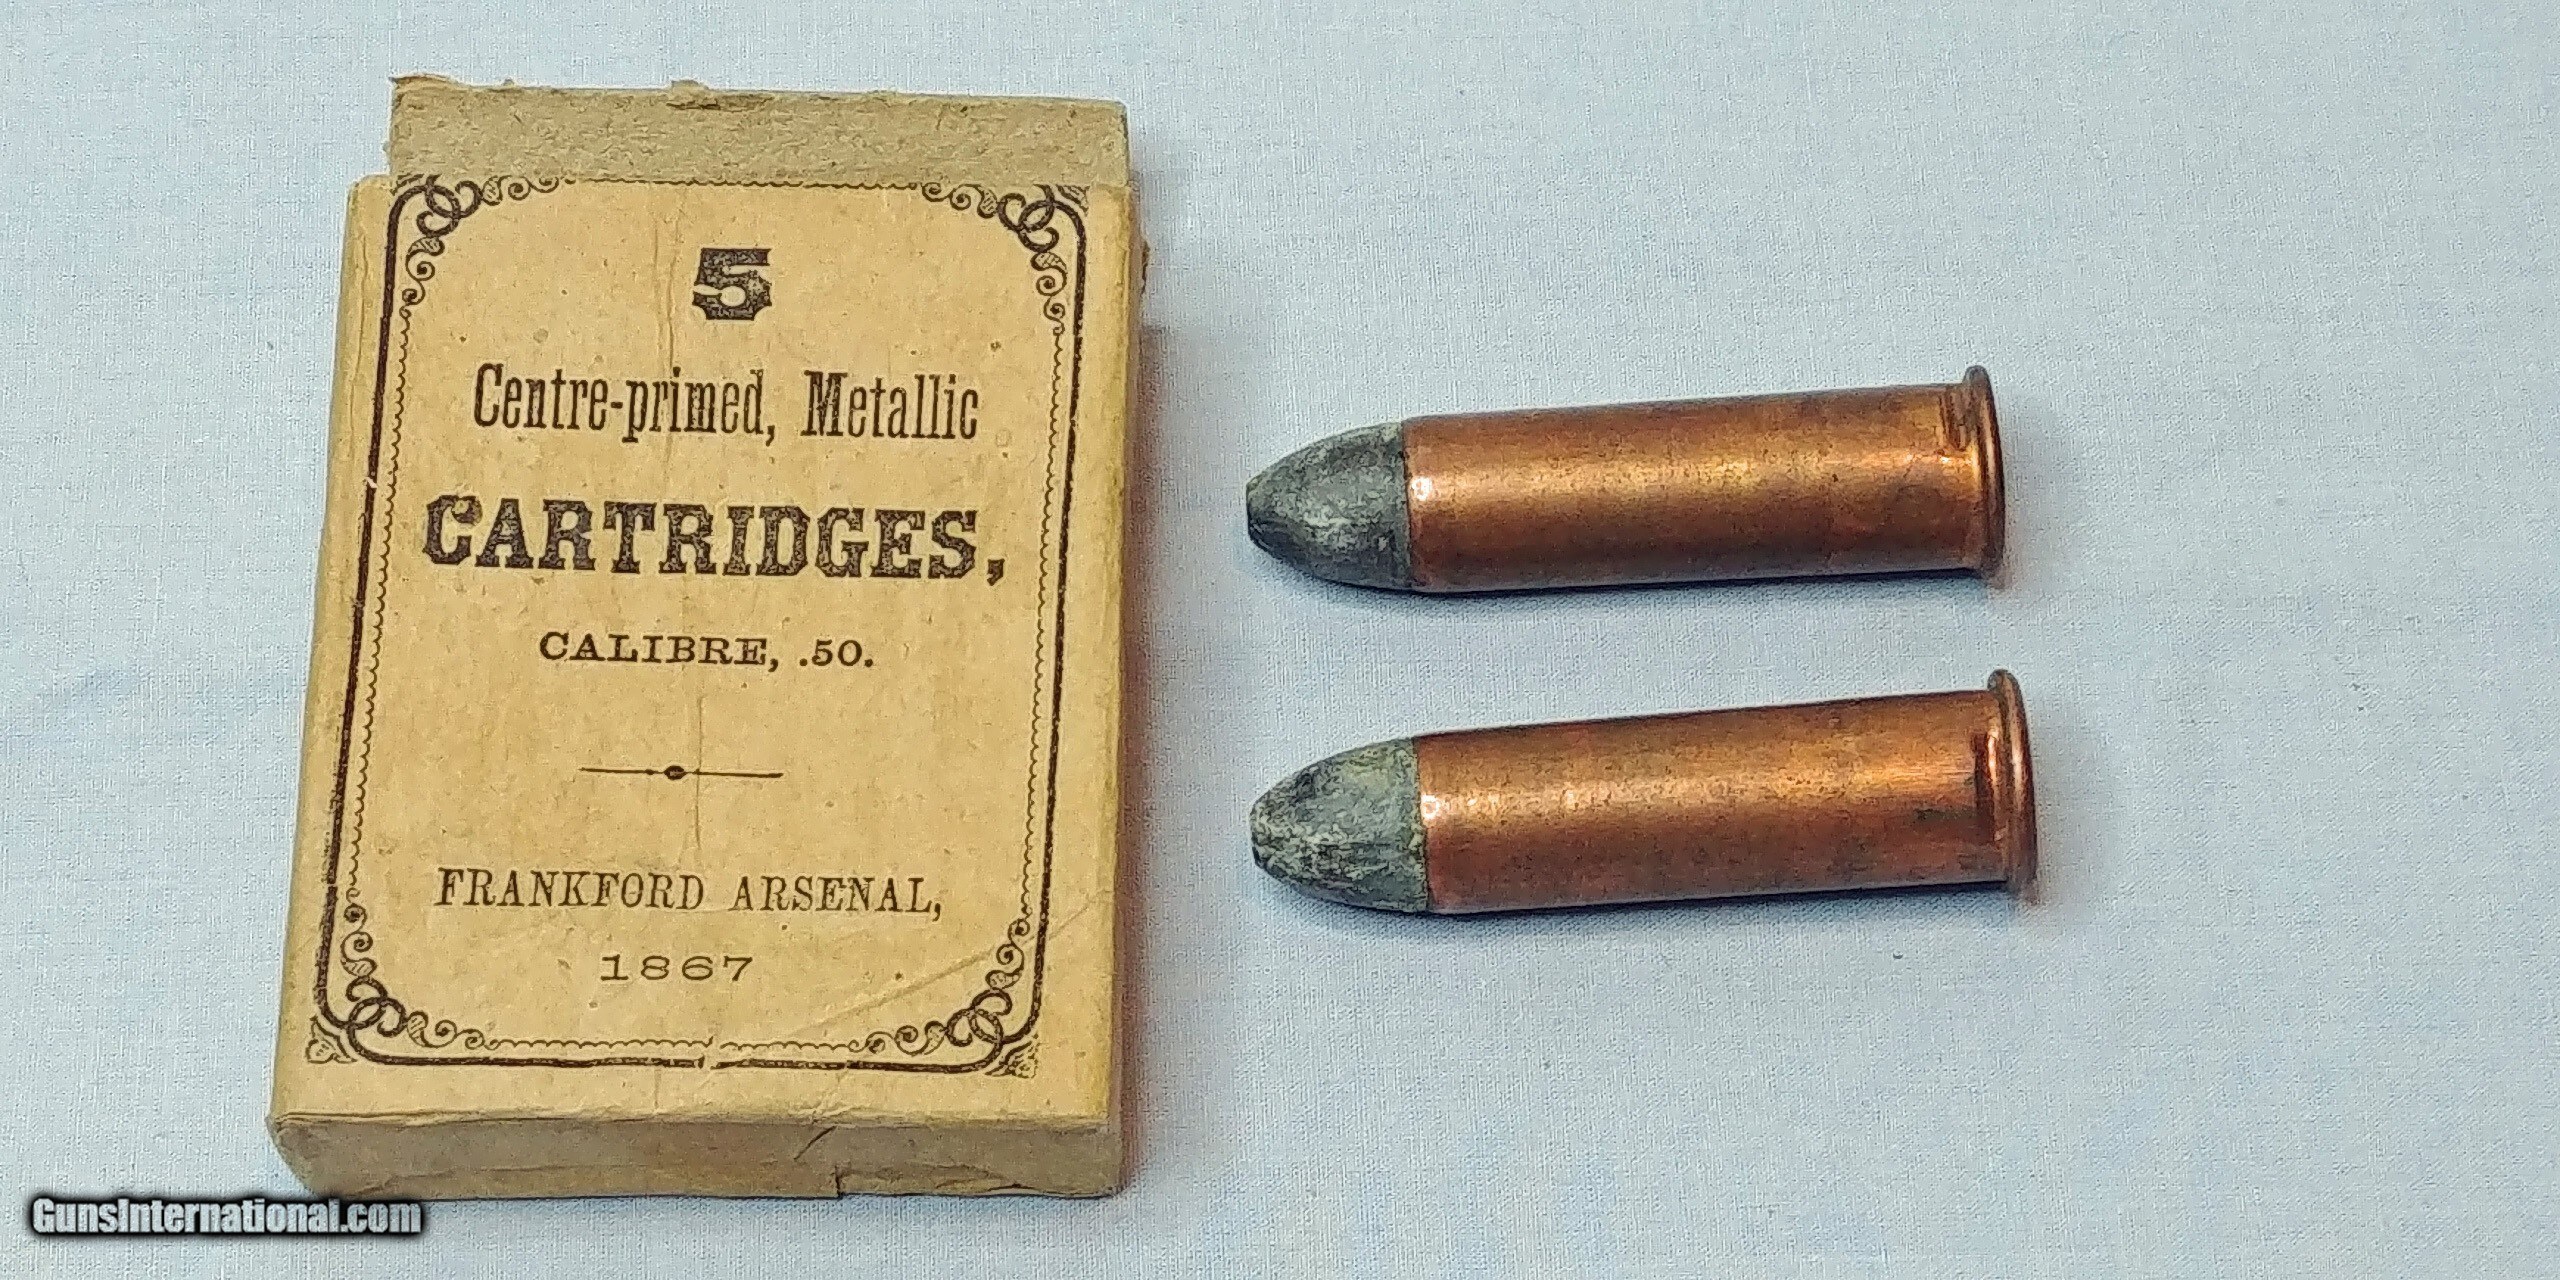 5
Centre-primed, Metallic
CARTRIDGES,
CALIBRE, .50.
FRANKFORD ARSENAL,
1867
GunsInternational.com